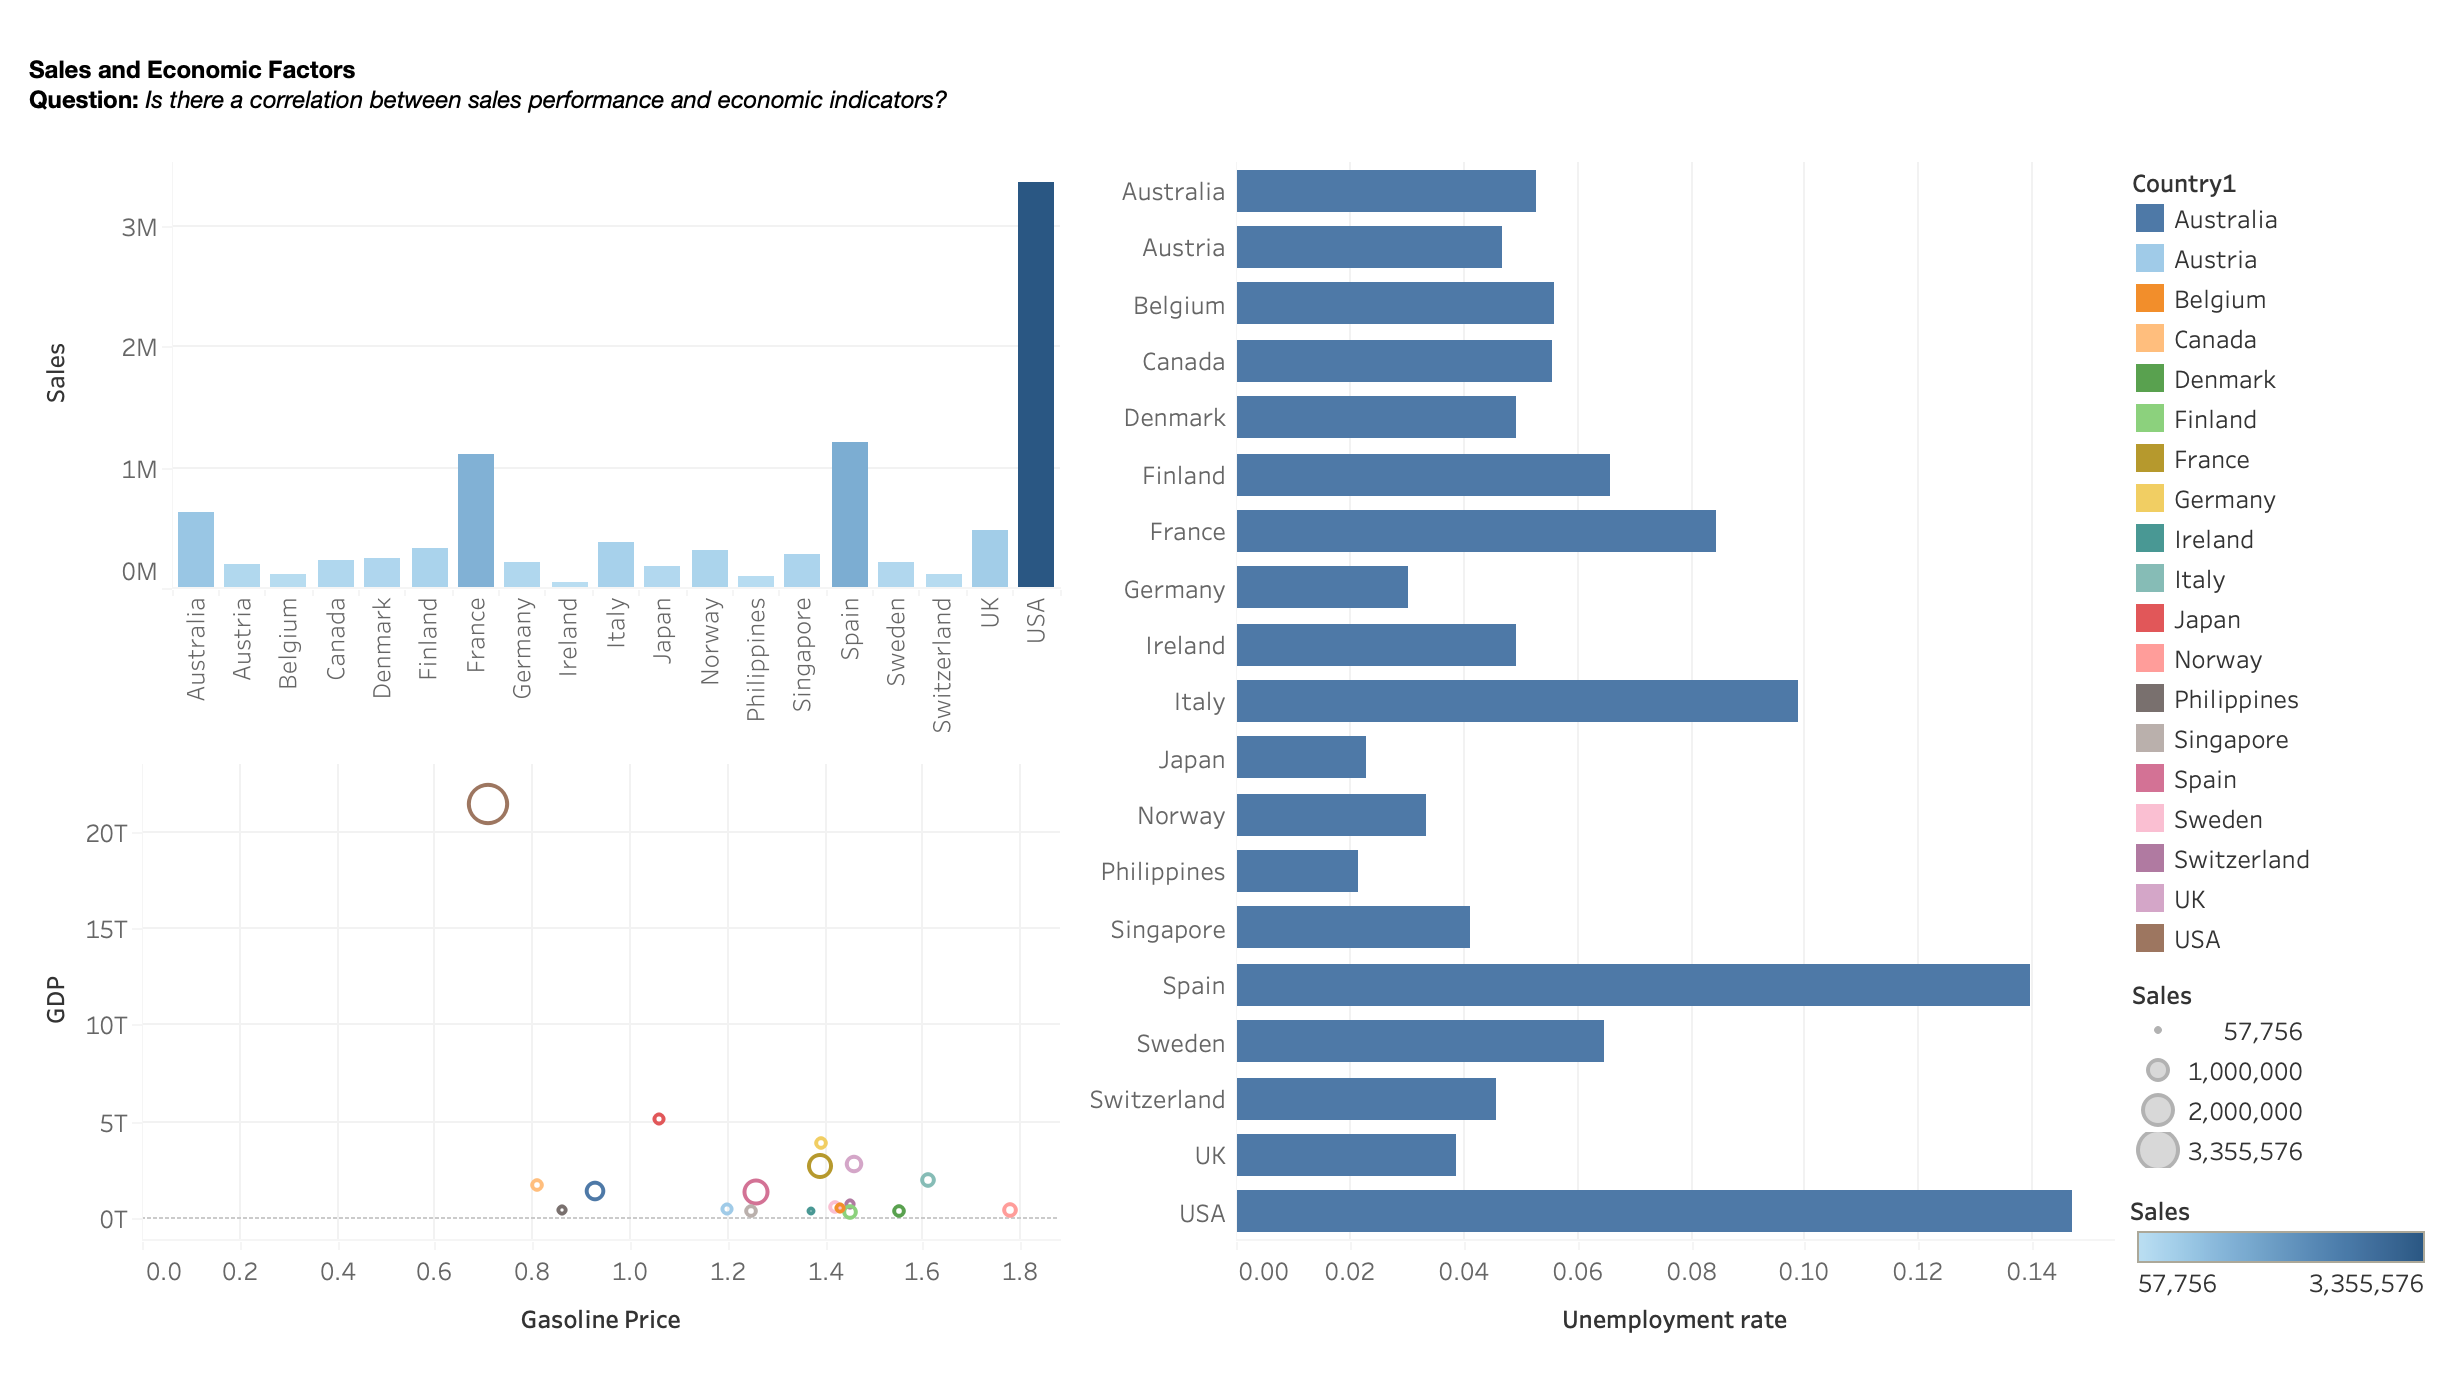 Sales and Economic Factors
Question: Is there a correlation between sales performance and economic indicators?
Sales
3M
2M
1M
0M
Australia
Austria
Belgium
Canada
Denmark
Finland
France
Germany
Ireland
Italy
Japan
Norway
Philippines
Singapore
Spain
Sweden
Switzerland
UK
USA
GDP
20T
15T
10T
5T
0T
0.0 0.2 0.4 0.6 0.8 1.0 1.2 1.4 1.6 1.8
Gasoline Price
Australia
Austria
Belgium
Canada
Denmark
Finland
France
Germany
Ireland
Italy
Japan
Norway
Philippines
Singapore
Spain
Sweden
Switzerland
UK
USA
0.00 0.02 0.04 0.06 0.08 0.10 0.12 0.14
Unemployment rate
Country1
Australia
Austria
Belgium
Canada
Denmark
Finland
France
Germany
Ireland
Italy
Japan
Norway
Philippines
Singapore
Spain
Sweden
Switzerland
UK
USA
Sales
57,756
1,000,000
2,000,000
3,355,576
Sales
57,756 3,355,576